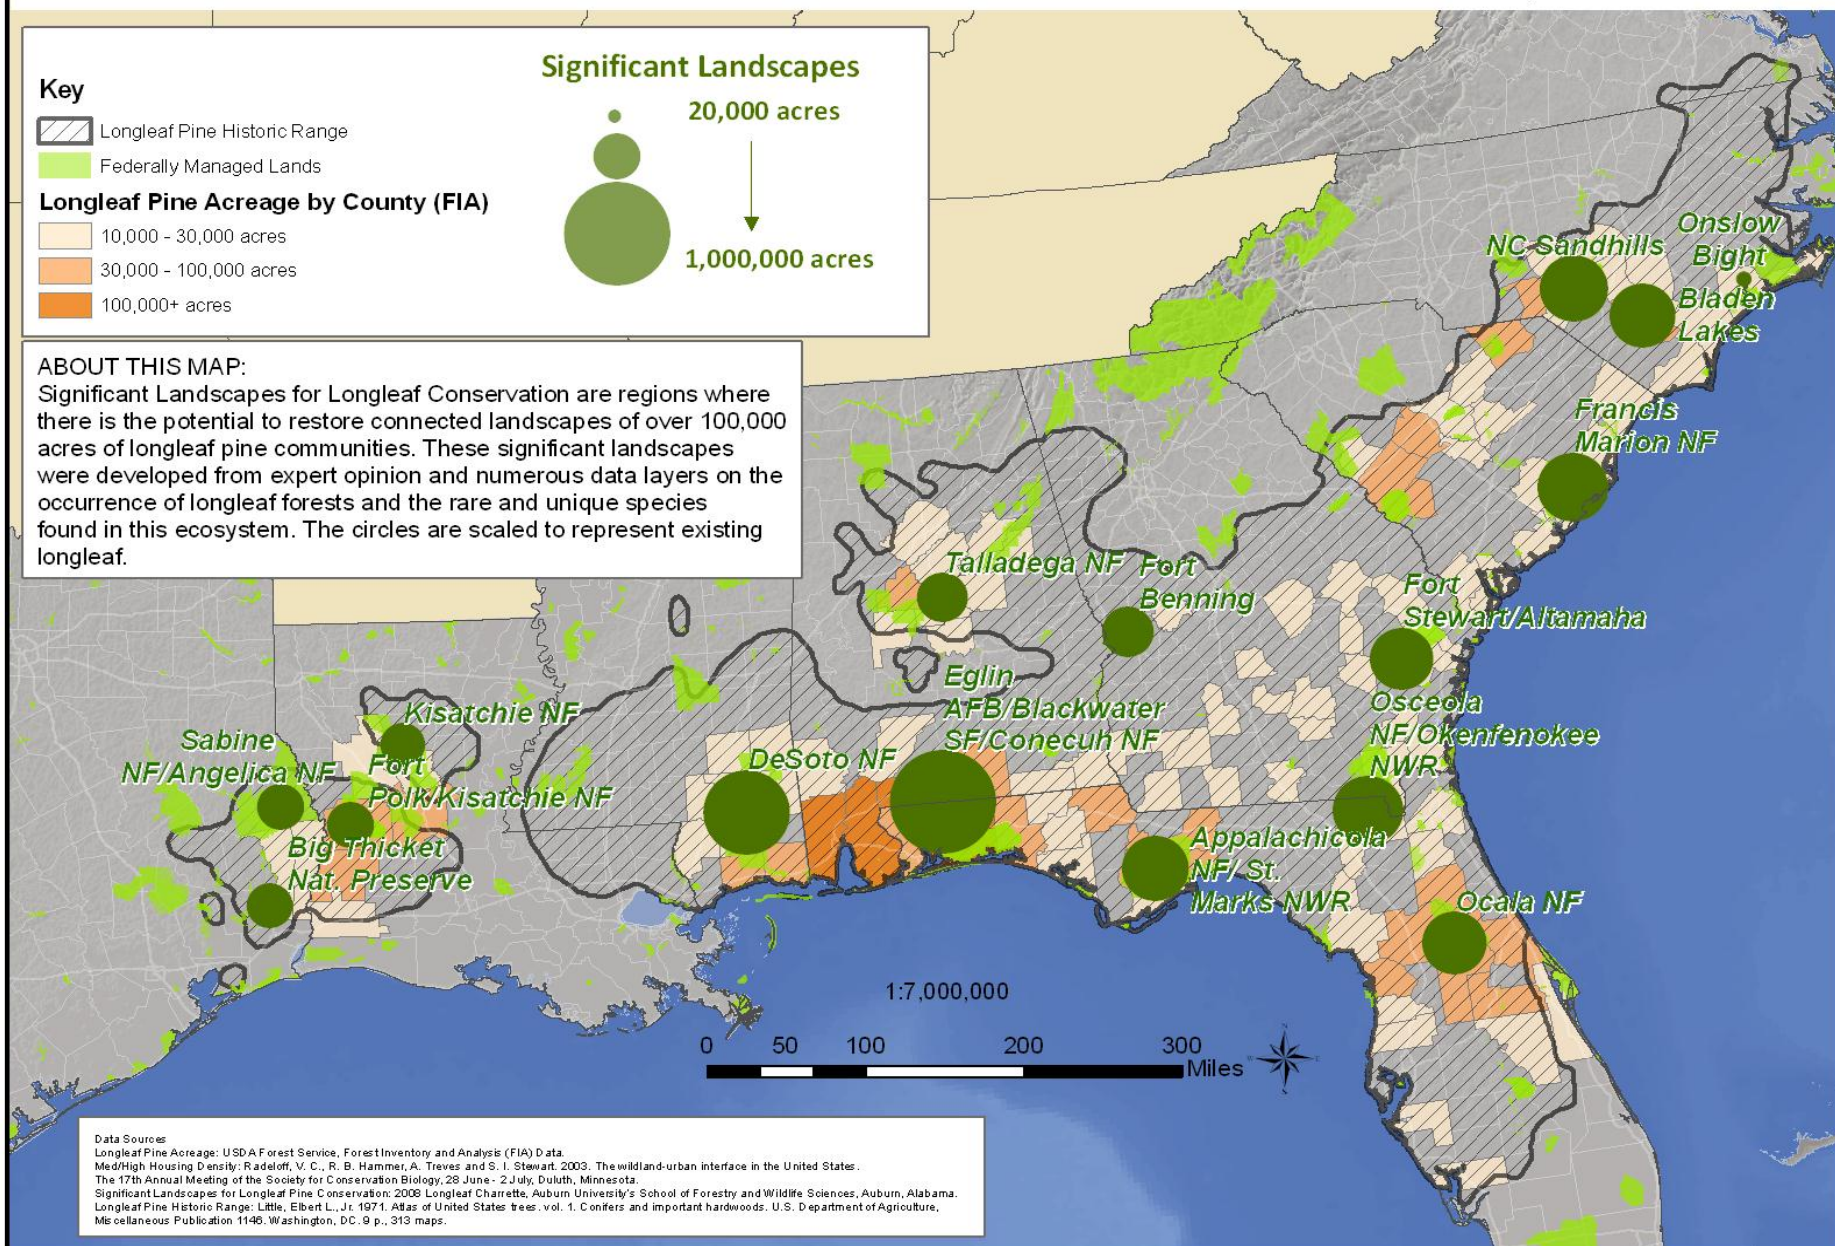 Key
Longleaf Pine Historic Range
Federally Managed Lands
Longleaf Pine Acreage by County (FIA)
10,000 - 30,000 acres
30,000 - 100,000 acres
100,000+ acres
Significant Landscapes
20,000 acres
1,000,000 acres
ABOUT THIS MAP:
Significant Landscapes for Longleaf Conservation are regions where
there is the potential to restore connected landscapes of over 100,000
acres of longleaf pine communities. These significant landscapes
were developed from expert opinion and numerous data layers on the
occurrence of longleaf forests and the rare and unique species
found in this ecosystem. The circles are scaled to represent existing
longleaf.
NC Sandhills
Onslow
Bight
Bladen
Lakes
Francis
Marion NF
Talladega NF
Fort
Benning
Fort
Stewart/Altamaha
Eglin
AFB/Blackwater
SF/Conecuh NF
Osceola
NF/Okenfenokee
NWR
Kisatchie NF
Sabine
NF/Angelica NF
Fort
Polk/Kisatchie NF
DeSoto NF
Big Thicket
Nat. Preserve
Appalachicola
NF/ St.
Marks NWR
Ocala NF
1:7,000,000
0 50 100 200 300
Miles
Data Sources
Longleaf Pine Acreage: USDA Forest Service, Forest Inventory and Analysis (FIA) Data.
Med/High Housing Density: Radeloff, V. C., R. B. Hammer, A. Treves and S. I. Stewart. 2003. The wildland-urban interface in the United States.
The 17th Annual Meeting of the Society for Conservation Biology, 28 June - 2 July, Duluth, Minnesota.
Significant Landscapes for Longleaf Pine Conservation: 2008 Longleaf Charrette, Auburn University's School of Forestry and Wildlife Sciences, Auburn, Alabama.
Longleaf Pine Historic Range: Little, Elbert L., Jr. 1971. Atlas of United States trees. vol. 1. Conifers and important hardwoods. U.S. Department of Agriculture,
Miscellaneous Publication 1146. Washington, DC. 9 p., 313 maps.